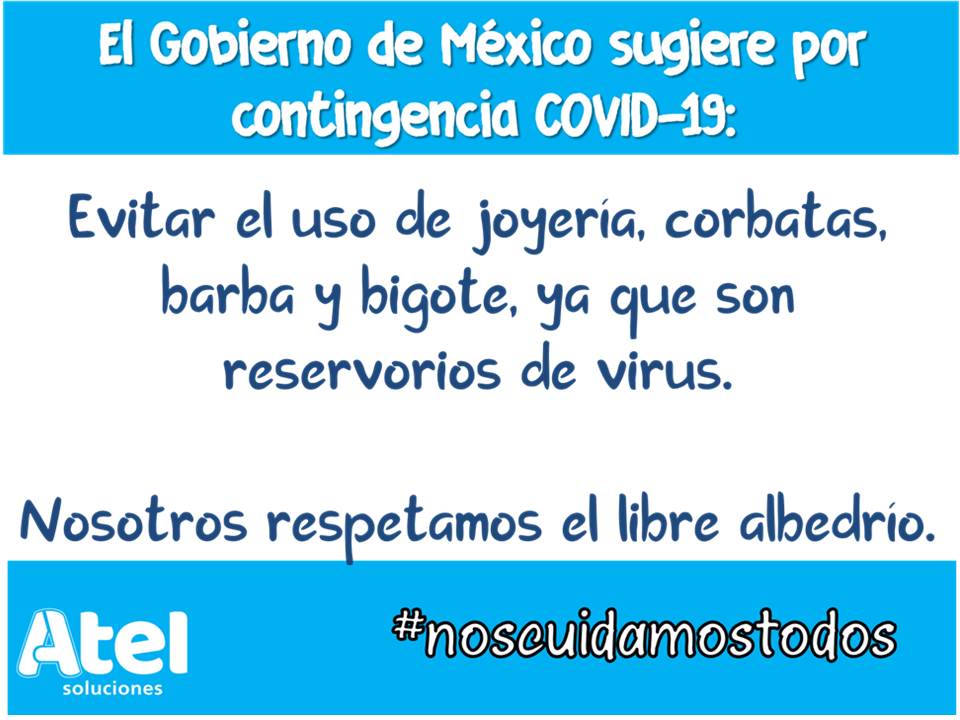 El Gobierno de México sugiere por
contingencia COVID-19:
Evitar el uso de joyería, corbatas,
barba y bigote, ya que son
reservorios de virus.
Nosotros respetamos el libre albedrío.
Atel
soluciones
#noscuidamostodos